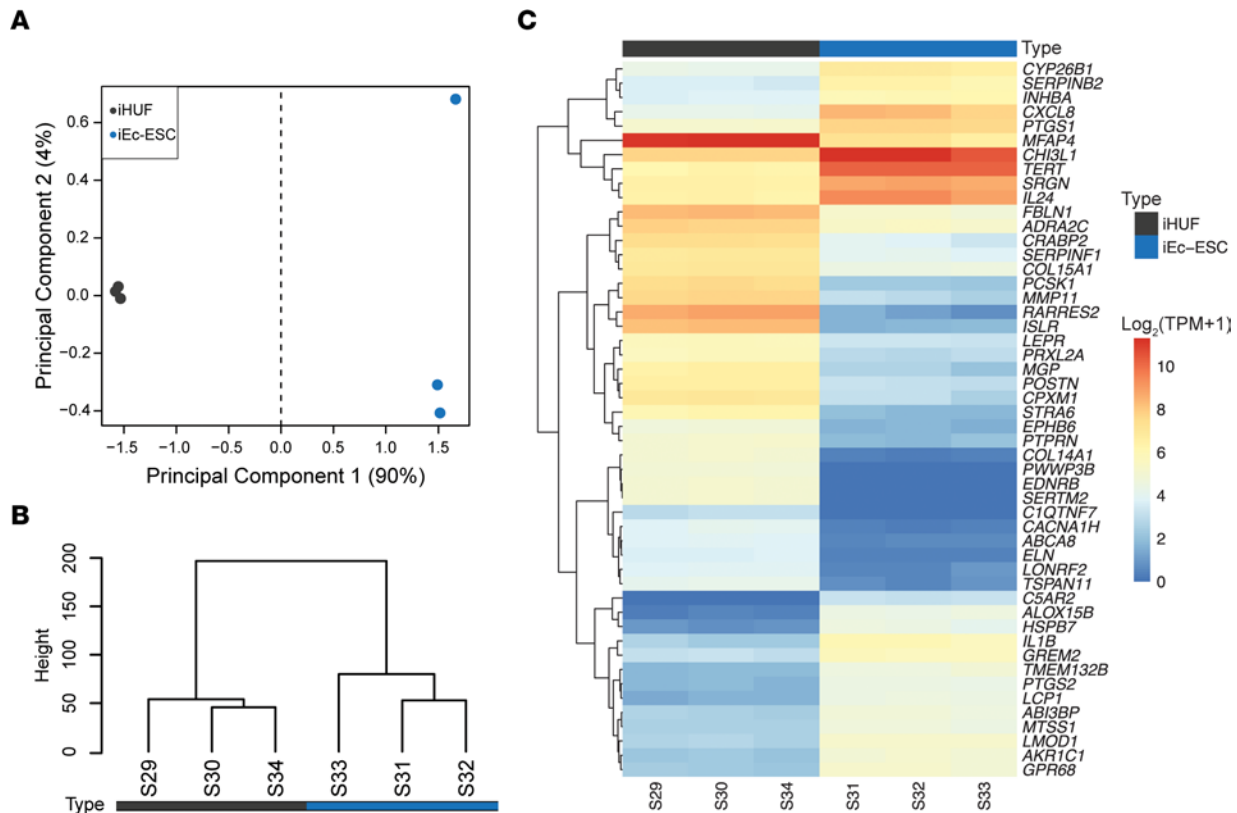 A
iHUF
iEc-ESC
Principal Component 2 (4%)
0.6
0.4
0.2
0.0
−0.2
−0.4
−1.5
−1.0
−0.5
0.0
0.5
1.0
1.5
Principal Component 1 (90%)
B
Height
200
150
100
50
0
S29
S30
S34
S33
S31
S32
Type
C
Type
CYP26B1
SERPINB2
INHBA
CXCL8
PTGS1
MFAP4
CHI3L1
TERT
SRGN
IL24
FBLN1
ADRA2C
CRABP2
SERPINF1
COL15A1
PCSK1
MMP11
RARRES2
ISLR
LEPR
PRXL2A
MGP
POSTN
CPXM1
STRA6
EPHB6
PTPRN
COL14A1
PWWP3B
EDNRB
SERTM2
C1QTNF7
CACNA1H
ABCA8
ELN
LONRF2
TSPAN11
C5AR2
ALOX15B
HSPB7
IL1B
GREM2
TMEM132B
PTGS2
LCP1
ABI3BP
MTSS1
LMOD1
AKR1C1
GPR68
S29
S30
S34
S31
S32
S33
Type
iHUF
iEc−ESC
Log2(TPM+1)
10
8
6
4
2
0